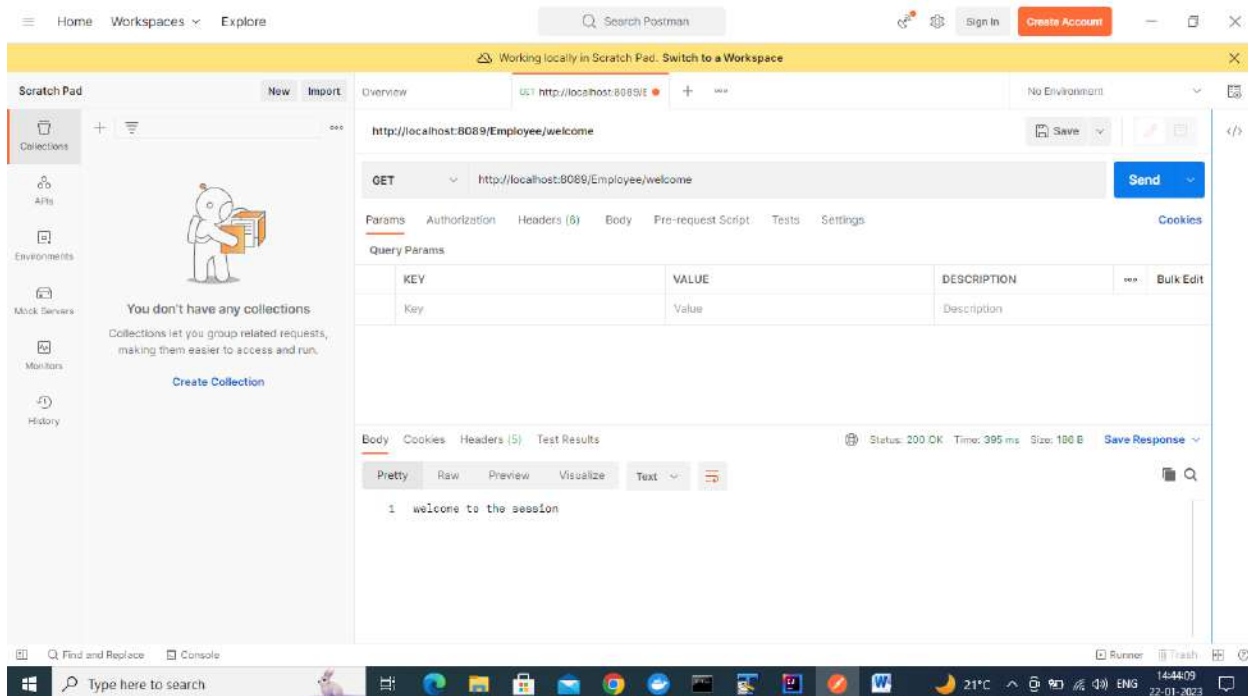 Home Workspaces Explore Search Postman Sign In Create Account
Working locally in Scratch Pad. Switch to a Workspace
Scratch Pad New Import Overview GET http://localhost:8089/E No Environment
Collections
http://localhost:8089/Employee/welcome Save
APIs
GET http://localhost:8089/Employee/welcome Send
Params Authorization Headers (6) Body Pre-request Script Tests Settings Cookies
Environments
Query Params
KEY VALUE DESCRIPTION Bulk Edit
Mock Servers
You don't have any collections
Key Value Description
Collections let you group related requests,
making them easier to access and run.
Monitors
Create Collection
History
Body Cookies Headers (5) Test Results Status: 200 OK Time: 395 ms Size: 186 B Save Response
Pretty Raw Preview Visualize Text
1 welcome to the session
Find and Replace Console Runner Trash
Type here to search 21°C ENG 14:44:09
22-01-2023